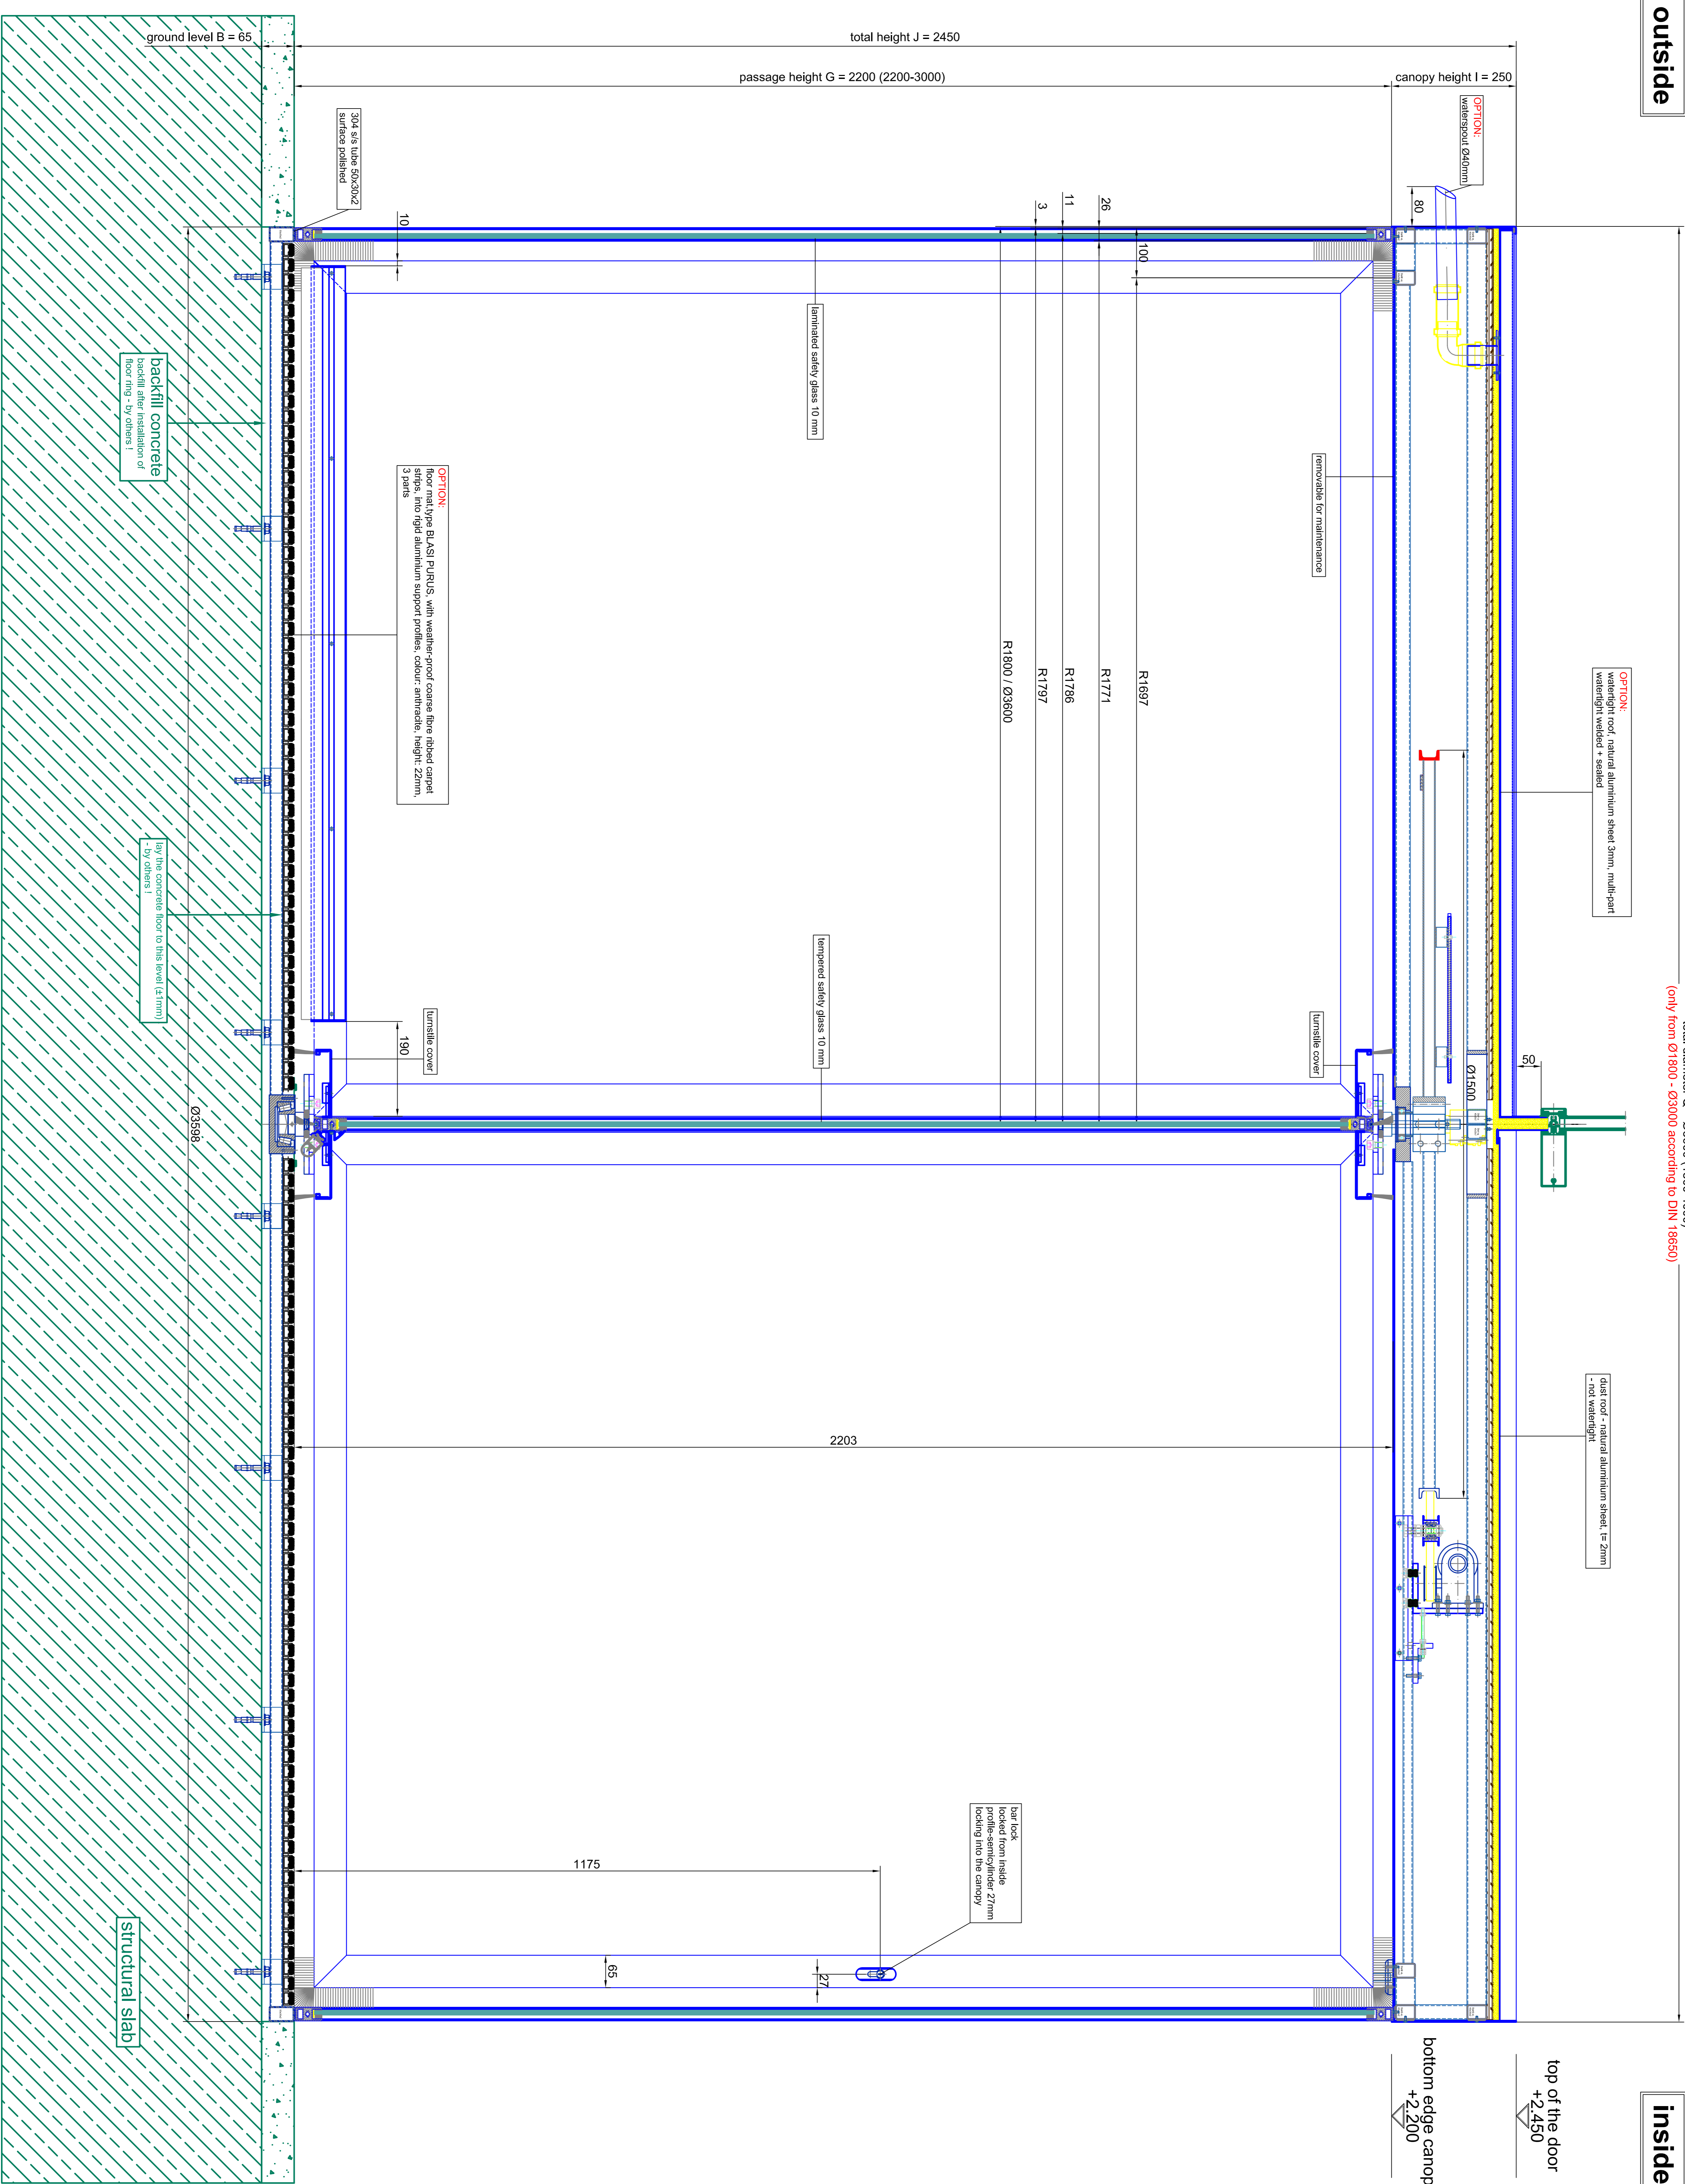 outside
inside
(only from Ø1800 - Ø3000 according to DIN 18650)
OPTION:
watertight roof, natural aluminium sheet 3mm, multi-part
watertight welded + sealed
dust roof - natural aluminium sheet, t= 2mm
- not watertight
50
top of the door
+2.450
OPTION:
waterspout Ø40mm
80
Ø1500
bottom edge canop
+2.200
canopy height I = 250
total height J = 2450
passage height G = 2200 (2200-3000)
ground level B = 65
removable for maintenance
turnstile cover
100
R1697
26
R1771
11
R1786
3
R1797
R1800 / Ø3600
bar lock
locked from inside
profile-semicylinder 27mm
locking into the canopy
2203
1175
27
65
laminated safety glass 10 mm
tempered safety glass 10 mm
turnstile cover
OPTION:
floor mat,type BLASI PURUS, with weather-proof coarse fibre ribbed carpet
strips, into rigid aluminium support profiles, colour: anthracite, height: 22mm,
3 parts
10
190
304 s/s tube 50x30x2
surface polished
Ø3598
backfill concrete
backfill after installation of
floor ring - by others !
lay the concrete floor to this level (±1mm)
- by others !
structural slab